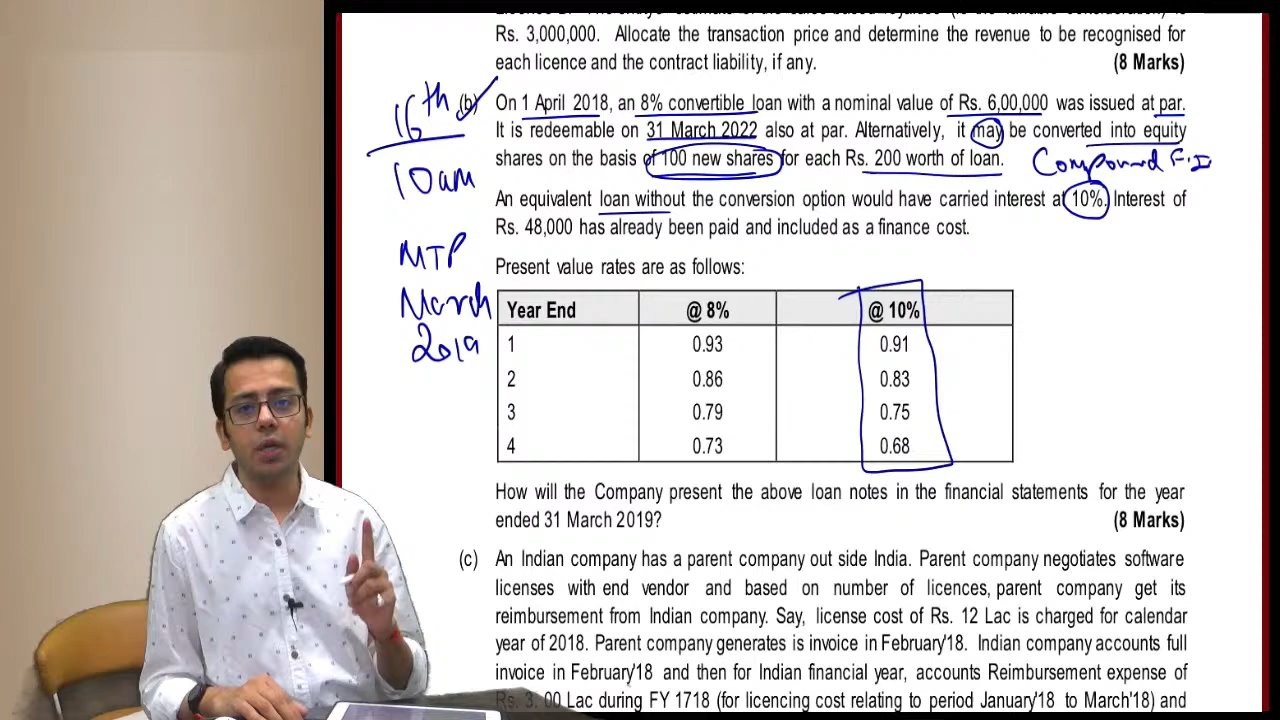 Rs. 3,000,000. Allocate the transaction price and determine the revenue to be recognised for
each licence and the contract liability, if any. (8 Marks)
16th
10am
MTP
March
2019
(b) On 1 April 2018, an 8% convertible loan with a nominal value of Rs. 6,00,000 was issued at par.
It is redeemable on 31 March 2022 also at par. Alternatively, it may be converted into equity
shares on the basis of 100 new shares for each Rs. 200 worth of loan. Compound F.I
An equivalent loan without the conversion option would have carried interest at 10%. Interest of
Rs. 48,000 has already been paid and included as a finance cost.
Present value rates are as follows:
Year End @ 8% @ 10%
1 0.93 0.91
2 0.86 0.83
3 0.79 0.75
4 0.73 0.68
How will the Company present the above loan notes in the financial statements for the year
ended 31 March 2019? (8 Marks)
(c) An Indian company has a parent company out side India. Parent company negotiates software
licenses with end vendor and based on number of licences, parent company get its
reimbursement from Indian company. Say, license cost of Rs. 12 Lac is charged for calendar
year of 2018. Parent company generates is invoice in February'18. Indian company accounts full
invoice in February'18 and then for Indian financial year, accounts Reimbursement expense of
Rs. 3. 00 Lac during FY 1718 (for licencing cost relating to period January'18 to March'18) and